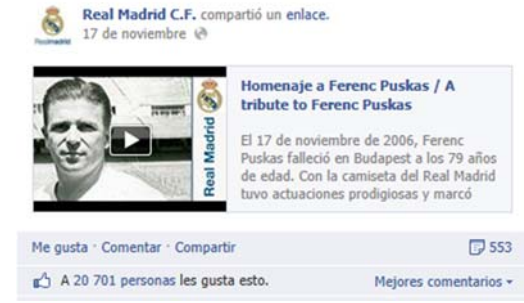 Real Madrid C.F. compartió un enlace.
17 de noviembre
Realmadrid
Real Madrid
Homenaje a Ferenc Puskas / A
tribute to Ferenc Puskas
El 17 de noviembre de 2006, Ferenc
Puskas falleció en Budapest a los 79 años
de edad. Con la camiseta del Real Madrid
tuvo actuaciones prodigiosas y marcó
Me gusta · Comentar · Compartir 553
A 20 701 personas les gusta esto. Mejores comentarios